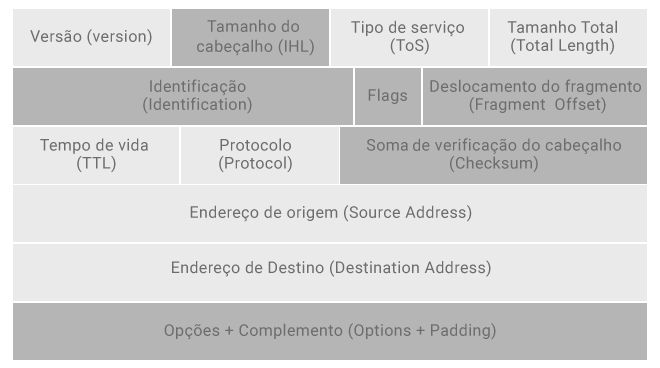 Versão (version)
Tamanho do
cabeçalho (IHL)
Tipo de serviço
(ToS)
Tamanho Total
(Total Length)
Identificação
(Identification)
Flags
Deslocamento do fragmento
(Fragment Offset)
Tempo de vida
(TTL)
Protocolo
(Protocol)
Soma de verificação do cabeçalho
(Checksum)
Endereço de origem (Source Address)
Endereço de Destino (Destination Address)
Opções + Complemento (Options + Padding)